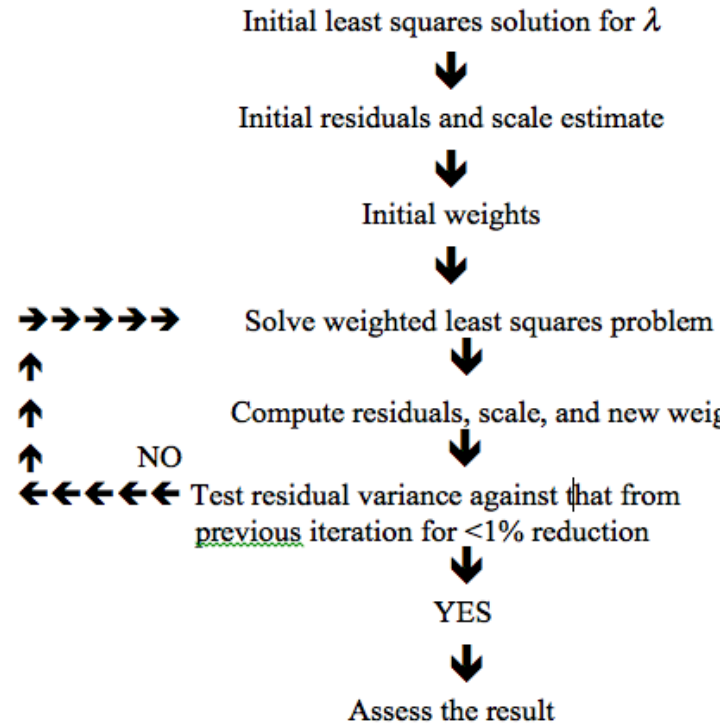 Initial least squares solution for λ
Initial residuals and scale estimate
Initial weights
Solve weighted least squares problem
Compute residuals, scale, and new
NO
Test residual variance against that from
previous iteration for <1% reduction
YES
Assess the result